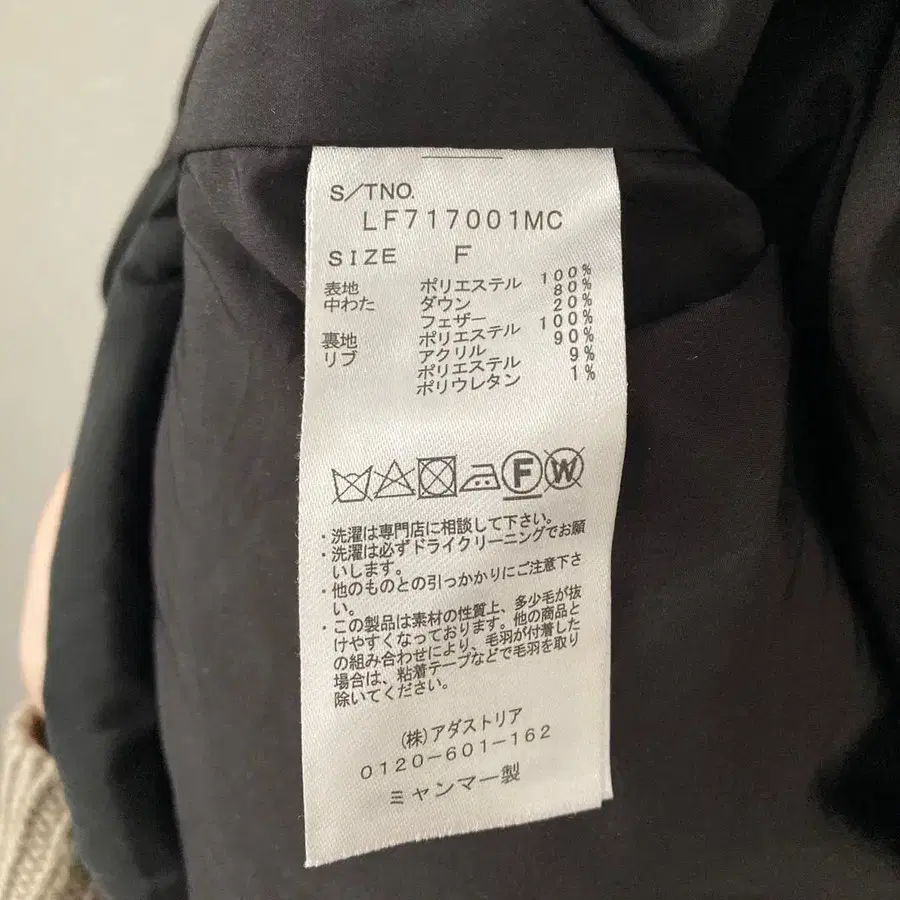 S/TNO.
LF717001MC
SIZE F
表地 ポリエステル 100%
中わた ダウン 80%
フェザー 20%
裏地 ポリエステル 100%
リブ アクリル 90%
ポリエステル 9%
ポリウレタン 1%
F W
・洗濯は専門店に相談して下さい。
・洗濯は必ずドライクリーニングでお願
いします。
・他のものとの引っかかりにご注意下さ
い。
・この製品は素材の性質上、多少毛が抜
けやすくなっております。他の商品と
の組み合わせにより、毛羽が付着した
場合は、粘着テープなどで毛羽を取り
除いてください。
(株)アダストリア
0120-601-162
ミャンマー製